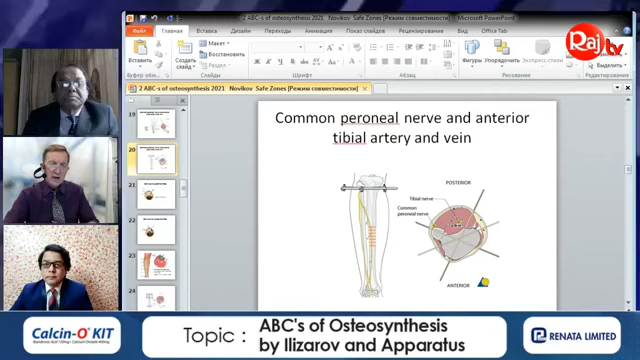 2 ABC-s of osteosynthesis 2021 Novikov Safe Zones [Режим совместимости] - Microsoft PowerPoint
Файл
Главная
Вставка
Дизайн
Переходы
Анимация
Показ слайдов
Рецензирование
Вид
Raj tv
Вставить
Создать слайд
Макет
Восстановить
Раздел
Фигуры
Упорядочить
Выделить
Буфер обмена
Слайды
Шрифт
Абзац
Рисование
Редактирование
2 ABC-s of osteosynthesis 2021 Novikov Safe Zones [Режим совместимости]
19
20
21
22
23
24
Common peroneal nerve and anterior
tibial artery and vein
POSTERIOR
Tibial nerve
Common
peroneal nerve
ANTERIOR
Calcin-O KIT
Topic :
ABC's of Osteosynthesis
by Ilizarov and Apparatus
RENATA LIMITED